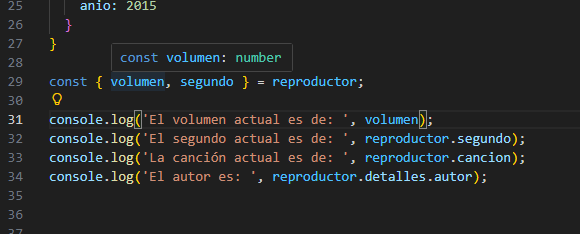 25 anio: 2015
26 }
27 }
28 const volumen: number
29 const { volumen, segundo } = reproductor;
30
31 console.log('El volumen actual es de: ', volumen);
32 console.log('El segundo actual es de: ', reproductor.segundo);
33 console.log('La canción actual es de: ', reproductor.cancion);
34 console.log('El autor es: ', reproductor.detalles.autor);
35
36
37